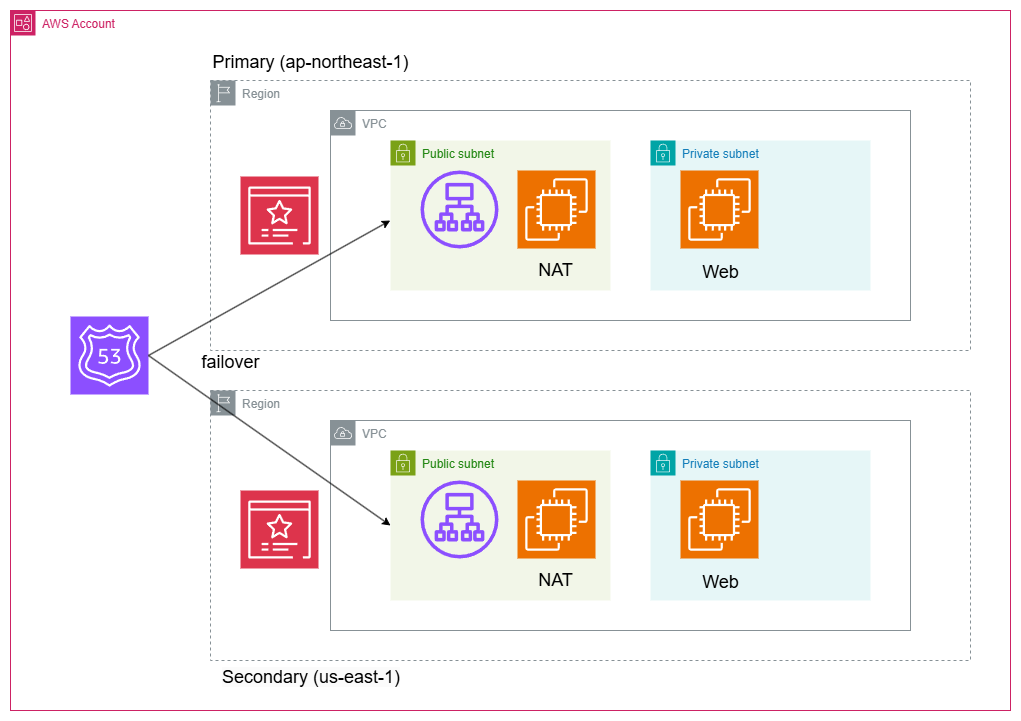 AWS Account
Primary (ap-northeast-1)
Region
VPC
Public subnet
Private subnet
NAT
Web
53
failover
Region
VPC
Public subnet
Private subnet
NAT
Web
Secondary (us-east-1)